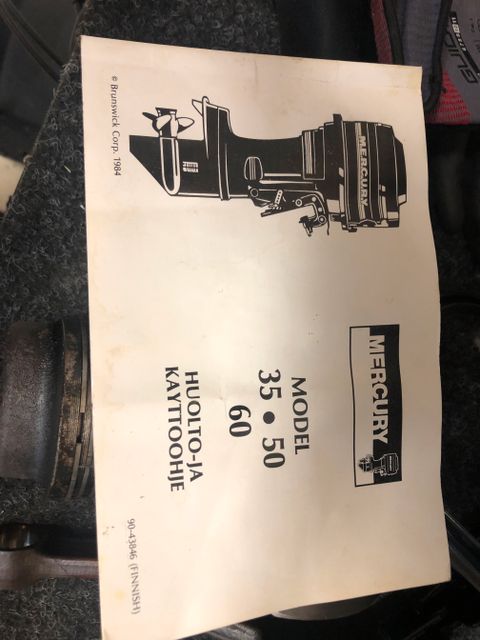 MERCURY
MODEL
35 • 50
60
HUOLTO-JA
KAYTTOOHJE
MERCURY
© Brunswick Corp. 1984
90-43846 (FINNISH)